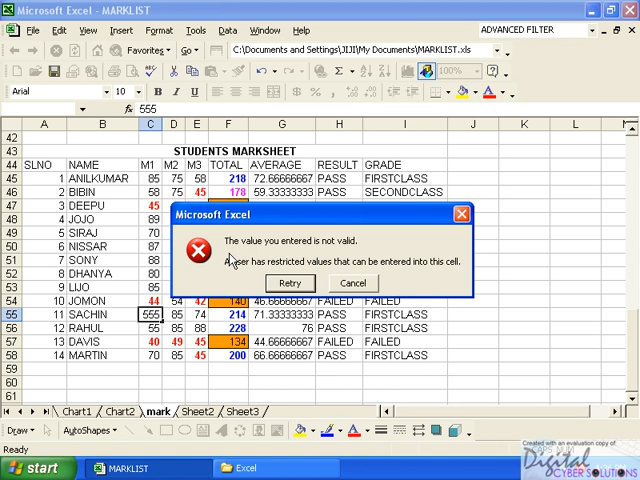 Microsoft Excel - MARKLIST
File Edit View Insert Format Tools Data Window Help ADVANCED FILTER
Favorites Go C:\Documents and Settings\JIJI\My Documents\MARKLIST.xls
100%
Arial 10 B I U
555
A B C D E F G H I J K L
42
43 STUDENTS MARKSHEET
44 SLNO NAME M1 M2 M3 TOTAL AVERAGE RESULT GRADE
45 1 ANILKUMAR 85 75 58 218 72.66666667 PASS FIRSTCLASS
46 2 BIBIN 58 75 45 178 59.33333333 PASS SECONDCLASS
47 3 DEEPU 45
48 4 JOJO 89
49 5 SIRAJ 70
50 6 NISSAR 87
51 7 SONY 88
52 8 DHANYA 80
53 9 LIJO 85
54 10 JOMON 44 54 42 140 46.66666667 FAILED FAILED
55 11 SACHIN 555 85 74 214 71.33333333 PASS FIRSTCLASS
56 12 RAHUL 55 85 88 228 76 PASS FIRSTCLASS
57 13 DAVIS 40 49 45 134 44.66666667 FAILED FAILED
58 14 MARTIN 70 85 45 200 66.66666667 PASS FIRSTCLASS
59
60
61
Microsoft Excel
The value you entered is not valid.
A user has restricted values that can be entered into this cell.
Retry Cancel
Chart1 Chart2 mark Sheet2 Sheet3
Draw AutoShapes
Ready
CAPS NUM
Created with an evaluation copy of
Digital
CYBER SOLUTIONS
start MARKLIST Excel